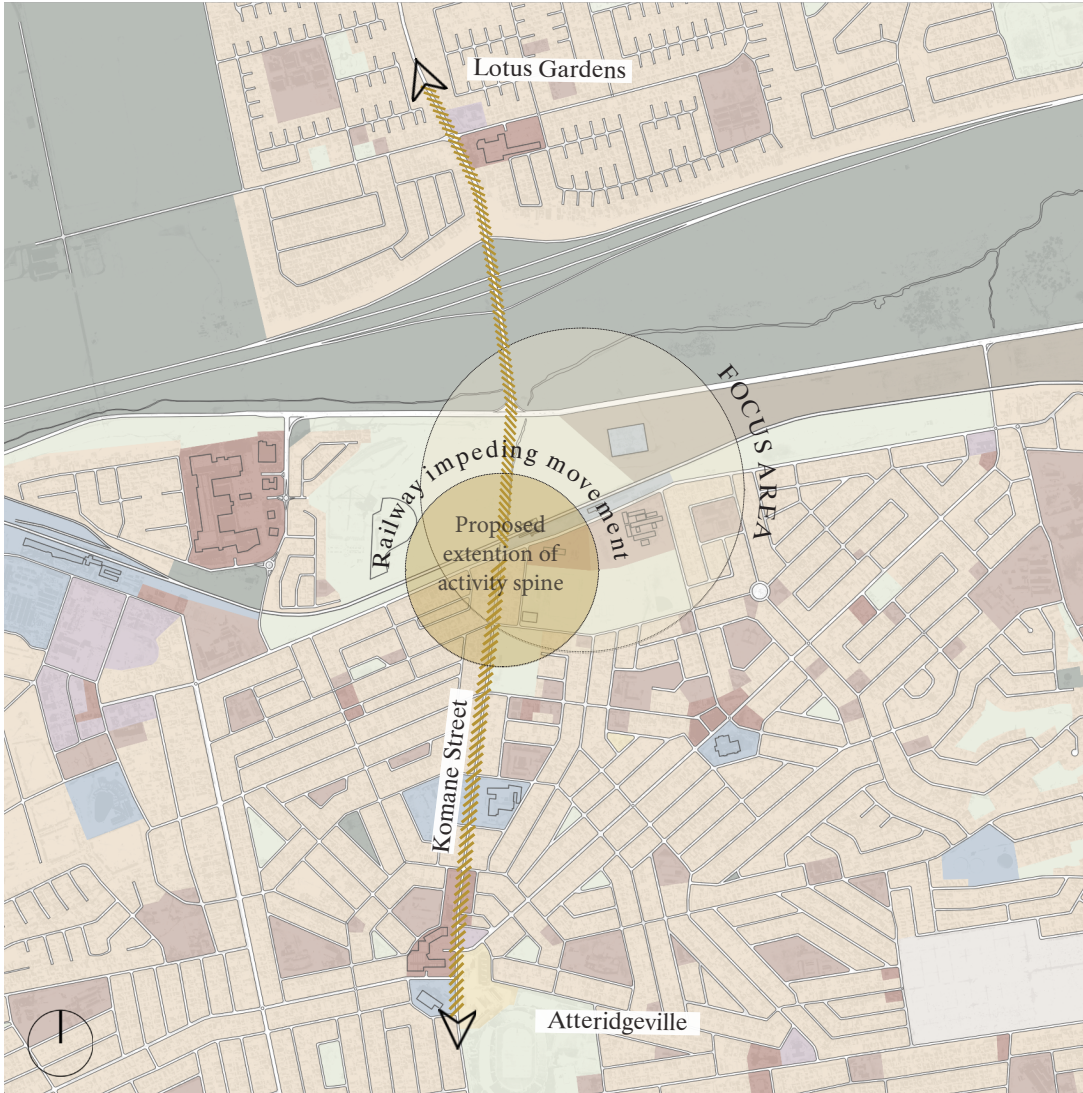 Lotus Gardens
FOCUS AREA
Railway impeding movement
Proposed
extention of
activity spine
Komane Street
Atteridgeville